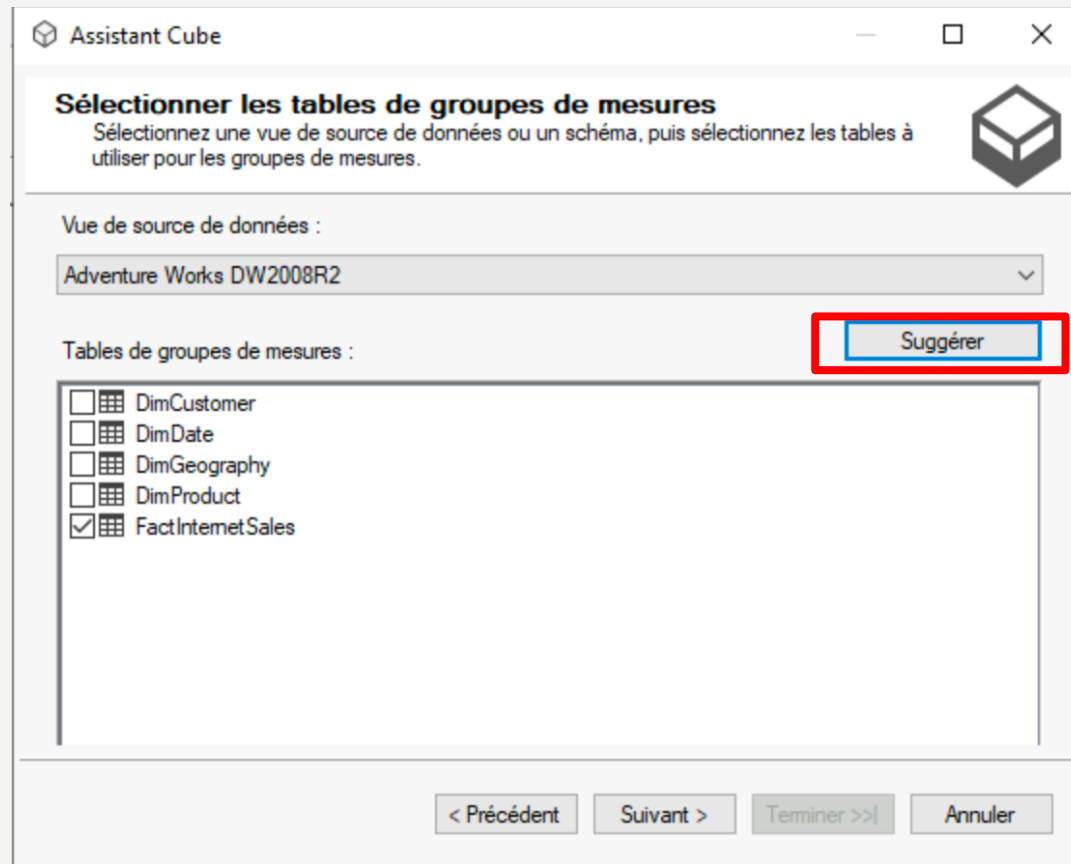 Assistant Cube
Sélectionner les tables de groupes de mesures
Sélectionnez une vue de source de données ou un schéma, puis sélectionnez les tables à
utiliser pour les groupes de mesures.
Vue de source de données :
Adventure Works DW2008R2
Suggérer
Tables de groupes de mesures :
DimCustomer
DimDate
DimGeography
DimProduct
FactInternetSales
< Précédent
Suivant >
Terminer >>|
Annuler